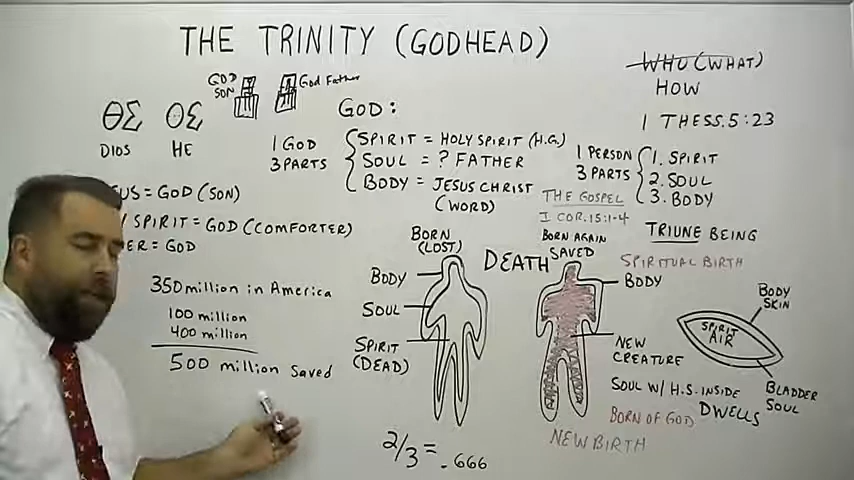 THE TRINITY (GODHEAD)
WHO (WHAT)
HOW
1 THESS. 5:23
GOD SON
God Father
ΘΣ ΟΣ
DIOS HE
GOD:
1 GOD
3 PARTS
SPIRIT = HOLY SPIRIT (H.G.)
SOUL = ? FATHER
BODY = JESUS CHRIST
(WORD)
1 PERSON
3 PARTS
1. SPIRIT
2. SOUL
3. BODY
THE GOSPEL
I COR. 15:1-4
TRIUNE BEING
US = GOD (SON)
SPIRIT = GOD (COMFORTER)
ER = GOD
350 million in America
100 million
400 million
500 million Saved
BORN
(LOST)
BODY
SOUL
SPIRIT
(DEAD)
DEATH
BORN AGAIN
SAVED
SPIRITUAL BIRTH
BODY
NEW
CREATURE
SOUL W/ H.S. INSIDE
BORN OF GOD
DWELLS
NEW BIRTH
BODY
SKIN
SPIRIT
AIR
BLADDER
SOUL
2/3 = .666